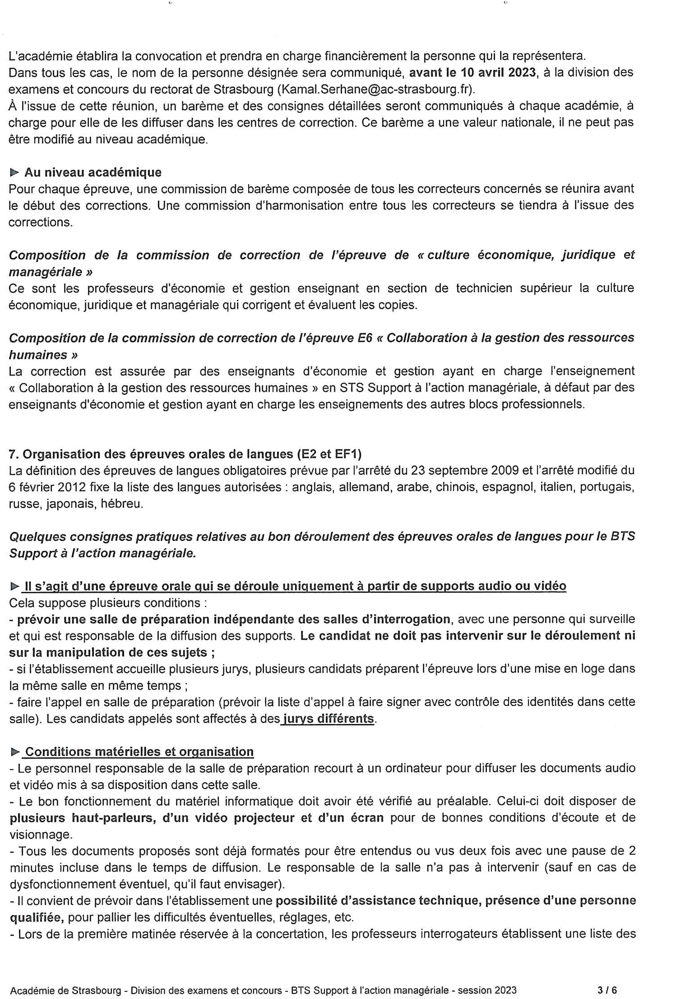 L'académie établira la convocation et prendra en charge financièrement la personne qui la représentera.
Dans tous les cas, le nom de la personne désignée sera communiqué, avant le 10 avril 2023, à la division des
examens et concours du rectorat de Strasbourg (Kamal.Serhane@ac-strasbourg.fr).
À l'issue de cette réunion, un barème et des consignes détaillées seront communiqués à chaque académie, à
charge pour elle de les diffuser dans les centres de correction. Ce barème a une valeur nationale, il ne peut pas
être modifié au niveau académique.
► Au niveau académique
Pour chaque épreuve, une commission de barème composée de tous les correcteurs concernés se réunira avant
le début des corrections. Une commission d'harmonisation entre tous les correcteurs se tiendra à l'issue des
corrections.
Composition de la commission de correction de l'épreuve de « culture économique, juridique et
managériale »
Ce sont les professeurs d'économie et gestion enseignant en section de technicien supérieur la culture
économique, juridique et managériale qui corrigent et évaluent les copies.
Composition de la commission de correction de l'épreuve E6 « Collaboration à la gestion des ressources
humaines »
La correction est assurée par des enseignants d'économie et gestion ayant en charge l'enseignement
« Collaboration à la gestion des ressources humaines » en STS Support à l'action managériale, à défaut par des
enseignants d'économie et gestion ayant en charge les enseignements des autres blocs professionnels.
7. Organisation des épreuves orales de langues (E2 et EF1)
La définition des épreuves de langues obligatoires prévue par l'arrêté du 23 septembre 2009 et l'arrêté modifié du
6 février 2012 fixe la liste des langues autorisées : anglais, allemand, arabe, chinois, espagnol, italien, portugais,
russe, japonais, hébreu.
Quelques consignes pratiques relatives au bon déroulement des épreuves orales de langues pour le BTS
Support à l'action managériale.
► Il s'agit d'une épreuve orale qui se déroule uniquement à partir de supports audio ou vidéo
Cela suppose plusieurs conditions :
- prévoir une salle de préparation indépendante des salles d'interrogation, avec une personne qui surveille
et qui est responsable de la diffusion des supports. Le candidat ne doit pas intervenir sur le déroulement ni
sur la manipulation de ces sujets ;
- si l'établissement accueille plusieurs jurys, plusieurs candidats préparent l'épreuve lors d'une mise en loge dans
la même salle en même temps ;
- faire l'appel en salle de préparation (prévoir la liste d'appel à faire signer avec contrôle des identités dans cette
salle). Les candidats appelés sont affectés à des jurys différents.
► Conditions matérielles et organisation
- Le personnel responsable de la salle de préparation recourt à un ordinateur pour diffuser les documents audio
et vidéo mis à sa disposition dans cette salle.
- Le bon fonctionnement du matériel informatique doit avoir été vérifié au préalable. Celui-ci doit disposer de
plusieurs haut-parleurs, d'un vidéo projecteur et d'un écran pour de bonnes conditions d'écoute et de
visionnage.
- Tous les documents proposés sont déjà formatés pour être entendus ou vus deux fois avec une pause de 2
minutes incluse dans le temps de diffusion. Le responsable de la salle n'a pas à intervenir (sauf en cas de
dysfonctionnement éventuel, qu'il faut envisager).
- Il convient de prévoir dans l'établissement une possibilité d'assistance technique, présence d'une personne
qualifiée, pour pallier les difficultés éventuelles, réglages, etc.
- Lors de la première matinée réservée à la concertation, les professeurs interrogateurs établissent une liste des
Académie de Strasbourg - Division des examens et concours - BTS Support à l'action managériale - session 2023 3 / 6